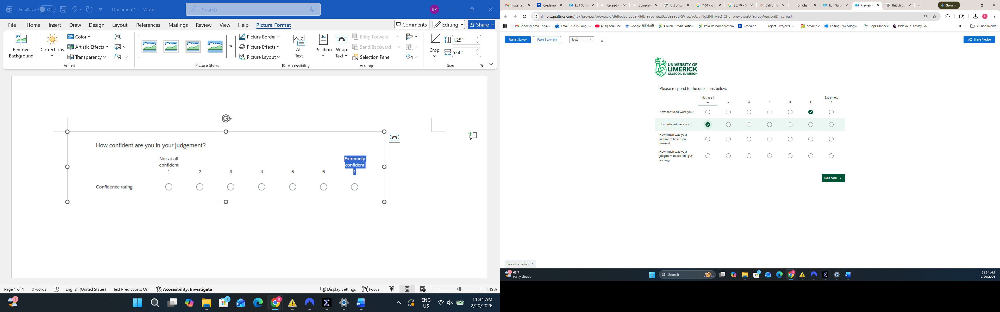 AutoSave Off Document1 - Word Search BP
File Home Insert Draw Design Layout References Mailings Review View Help Picture Format Comments Editing Share
Remove Background
Corrections
Color
Artistic Effects
Transparency
Adjust
Picture Styles
Picture Border
Picture Effects
Picture Layout
Alt Text
Accessibility
Position
Wrap Text
Bring Forward
Send Backward
Selection Pane
Arrange
Crop
1.25"
5.66"
Size
How confident are you in your judgement?
Not at all confident 1 2 3 4 5 6 Extremely confident 1
Confidence rating
Page 1 of 1 0 words English (United States) Text Predictions: On Accessibility: Investigate Display Settings Focus 149%
1 1 B ENG US 11:34 AM 2/20/2026
materials Credamo Edit Surve Receipt - Complete List of cu 7/51 - Go 25/70 - G California Dr. Chan Edit Surve Preview - British Cu Gemini
illinois.qualtrics.com/jfe7/preview/previewId/d6ff6d8e-8e39-46fb-97b3-eea02789996d/SV_ewYOzlyT1gLfNHM?Q_CHL=preview&Q_SurveyVersionID=current
Inbox (9,665) - brya... Email - C.Y.B. Pang -... (290) YouTube Google 學術搜尋 Course Credit Partic... Paid Research System Credamo Project - Projects -... besample Editing Psychology... TopCashback Pick Your Fantasy Fo... All Bookmarks
Restart Survey Place Bookmark Tools Share Preview
UNIVERSITY OF
LIMERICK
OLLSCOIL LUIMNIGH
Please respond to the questions below:
Not at all 1 2 3 4 5 6 Extremely 7
How confused were you?
How irritated were you
How much was your
judgment based on
reason?
How much was your
judgment based on "gut"
feeling?
Next page
Powered by Qualtrics
65°F
Partly cloudy
Search
11:34 AM
2/20/2026